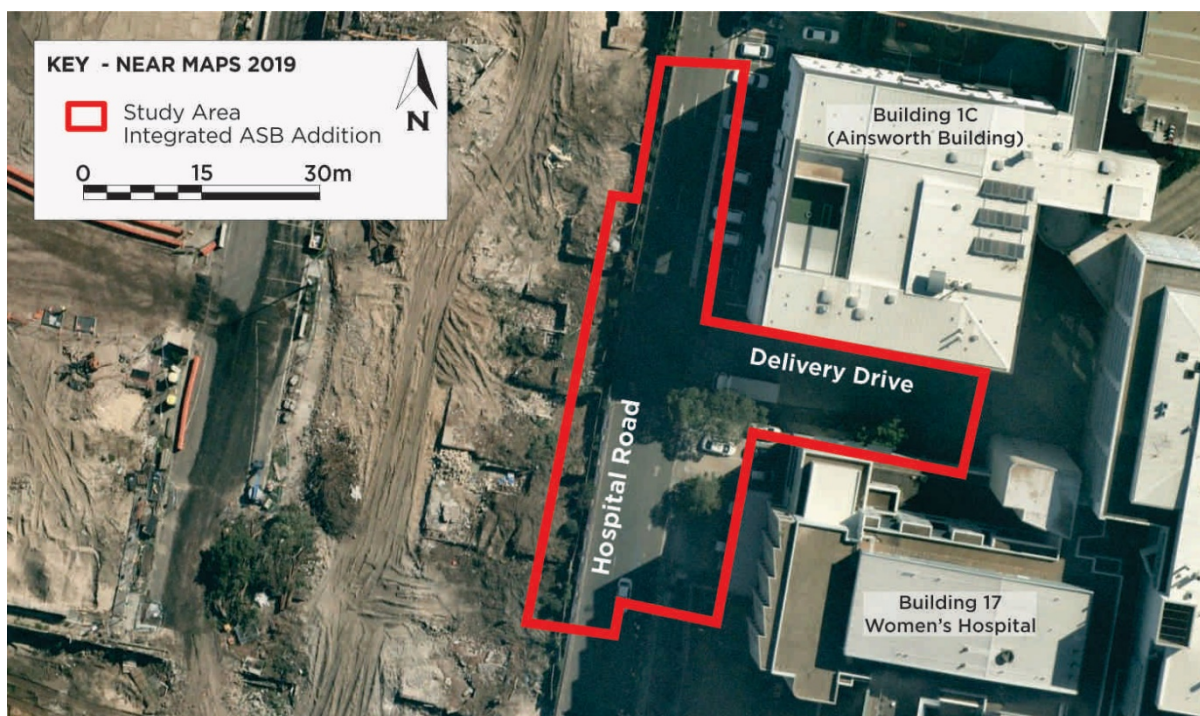 KEY - NEAR MAPS 2019
N
Study Area
Integrated ASB Addition
0 15 30m
Building 1C
(Ainsworth Building)
Delivery Drive
Hospital Road
Building 17
Women's Hospital